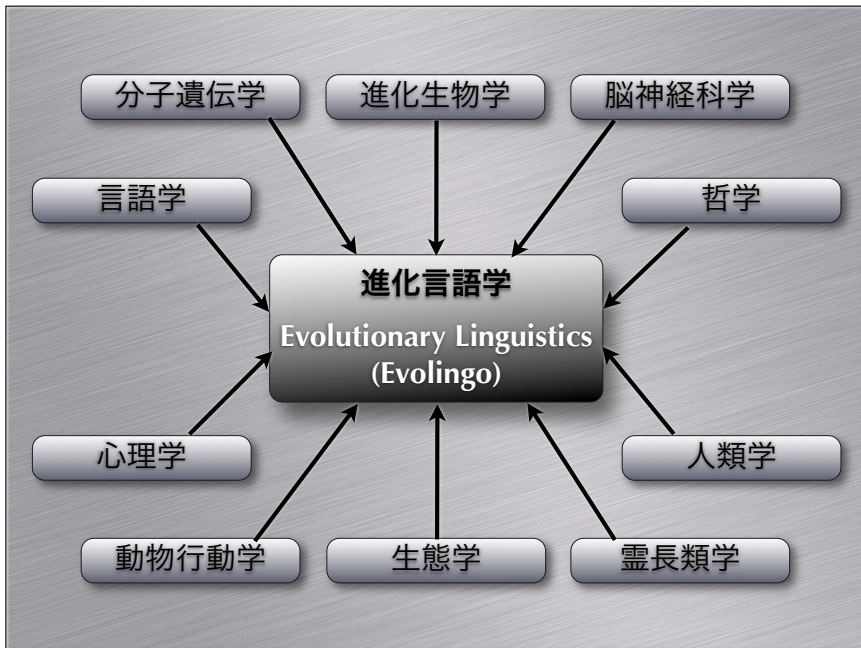 分子遺伝学
進化生物学
脳神経科学
言語学
哲学
進化言語学
Evolutionary Linguistics
(Evolingo)
心理学
人類学
動物行動学
生態学
霊長類学